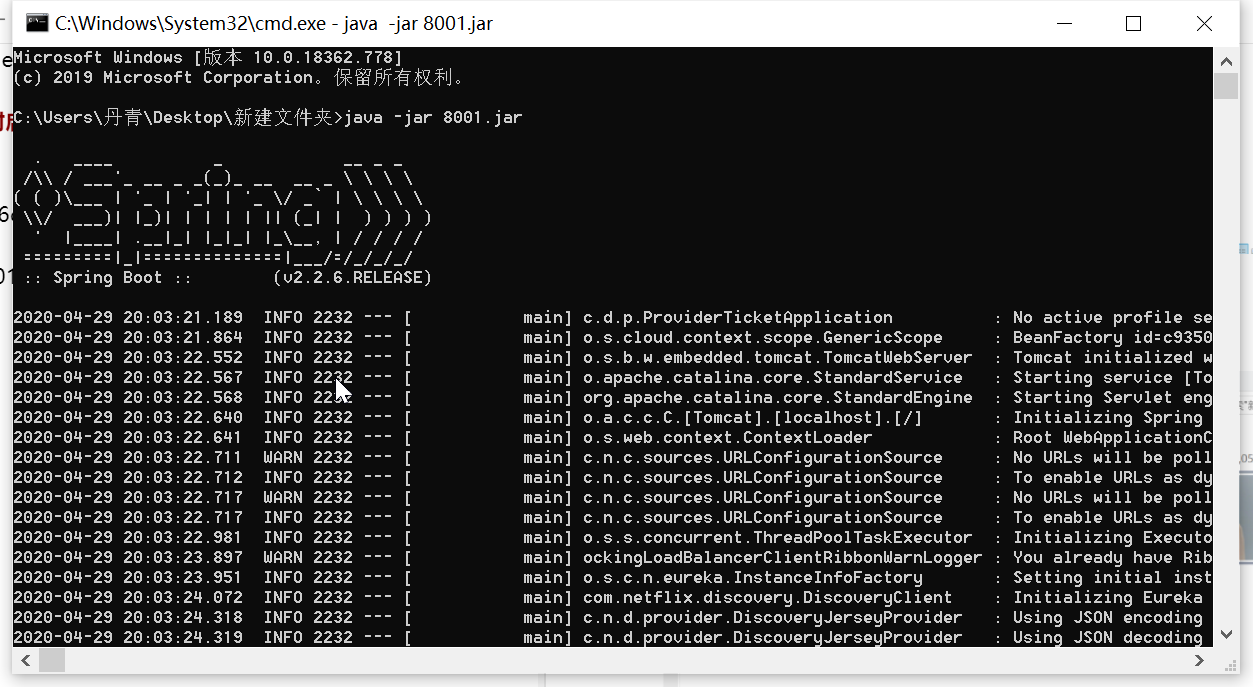 C:\Windows\System32\cmd.exe - java  -jar 8001.jar
Microsoft Windows [版本 10.0.18362.778]
(c) 2019 Microsoft Corporation。保留所有权利。
C:\Users\丹青\Desktop\新建文件夹>java -jar 8001.jar
:: Spring Boot ::        (v2.2.6.RELEASE)
2020-04-29 20:03:21.189  INFO 2232 --- [           main] c.d.p.ProviderTicketApplication          : No active profile se
2020-04-29 20:03:21.864  INFO 2232 --- [           main] o.s.cloud.context.scope.GenericScope     : BeanFactory id=c9350
2020-04-29 20:03:22.552  INFO 2232 --- [           main] o.s.b.w.embedded.tomcat.TomcatWebServer  : Tomcat initialized w
2020-04-29 20:03:22.567  INFO 2232 --- [           main] o.apache.catalina.core.StandardService   : Starting service [To
2020-04-29 20:03:22.568  INFO 2232 --- [           main] org.apache.catalina.core.StandardEngine  : Starting Servlet eng
2020-04-29 20:03:22.640  INFO 2232 --- [           main] o.a.c.c.C.[Tomcat].[localhost].[/]       : Initializing Spring
2020-04-29 20:03:22.641  INFO 2232 --- [           main] o.s.web.context.ContextLoader            : Root WebApplicationC
2020-04-29 20:03:22.711  WARN 2232 --- [           main] c.n.c.sources.URLConfigurationSource     : No URLs will be poll
2020-04-29 20:03:22.712  INFO 2232 --- [           main] c.n.c.sources.URLConfigurationSource     : To enable URLs as dy
2020-04-29 20:03:22.717  WARN 2232 --- [           main] c.n.c.sources.URLConfigurationSource     : No URLs will be poll
2020-04-29 20:03:22.717  INFO 2232 --- [           main] c.n.c.sources.URLConfigurationSource     : To enable URLs as dy
2020-04-29 20:03:22.981  INFO 2232 --- [           main] o.s.s.concurrent.ThreadPoolTaskExecutor  : Initializing Executo
2020-04-29 20:03:23.897  WARN 2232 --- [           main] ockingLoadBalancerClientRibbonWarnLogger : You already have Rib
2020-04-29 20:03:23.951  INFO 2232 --- [           main] o.s.c.n.eureka.InstanceInfoFactory       : Setting initial inst
2020-04-29 20:03:24.072  INFO 2232 --- [           main] com.netflix.discovery.DiscoveryClient    : Initializing Eureka
2020-04-29 20:03:24.318  INFO 2232 --- [           main] c.n.d.provider.DiscoveryJerseyProvider   : Using JSON encoding
2020-04-29 20:03:24.319  INFO 2232 --- [           main] c.n.d.provider.DiscoveryJerseyProvider   : Using JSON decoding